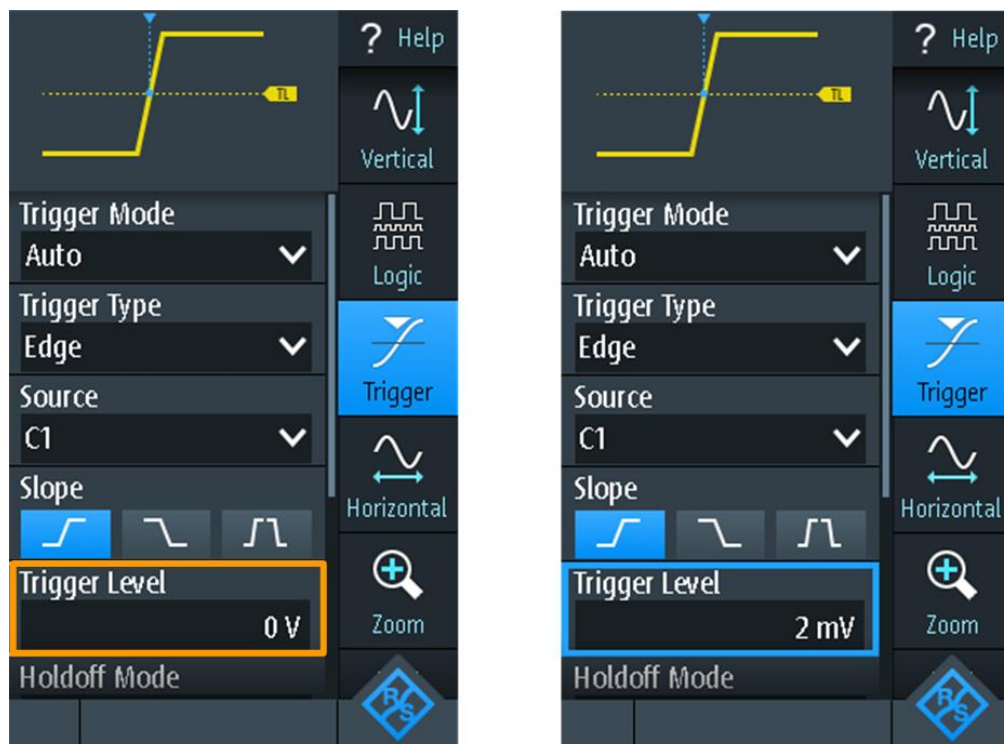 TL
? Help
Vertical
Trigger Mode
Auto
Logic
Trigger Type
Edge
Trigger
Source
C1
Slope
Horizontal
Trigger Level
0 V
Zoom
Holdoff Mode
R&S
TL
? Help
Vertical
Trigger Mode
Auto
Logic
Trigger Type
Edge
Trigger
Source
C1
Slope
Horizontal
Trigger Level
2 mV
Zoom
Holdoff Mode
R&S